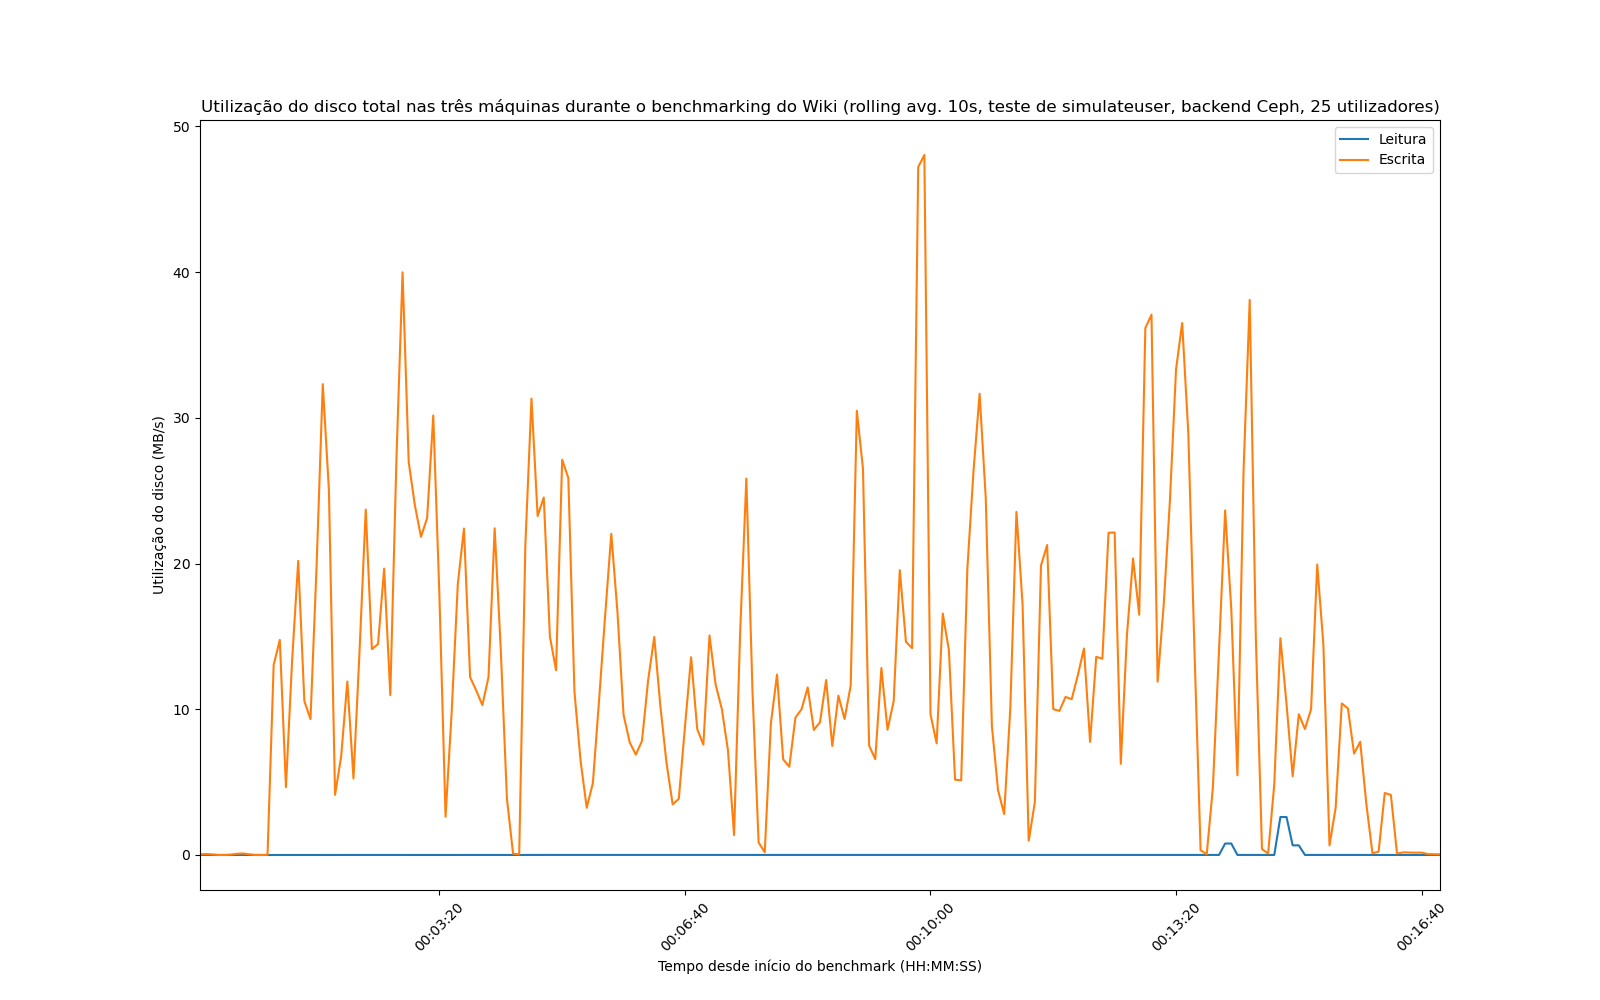 Utilização do disco total nas três máquinas durante o benchmarking do Wiki (rolling avg. 10s, teste de simulateuser, backend Ceph, 25 utilizadores)
Leitura
Escrita
50
40
30
20
10
0
Utilização do disco (MB/s)
00:03:20
00:06:40
00:10:00
00:13:20
00:16:40
Tempo desde início do benchmark (HH:MM:SS)